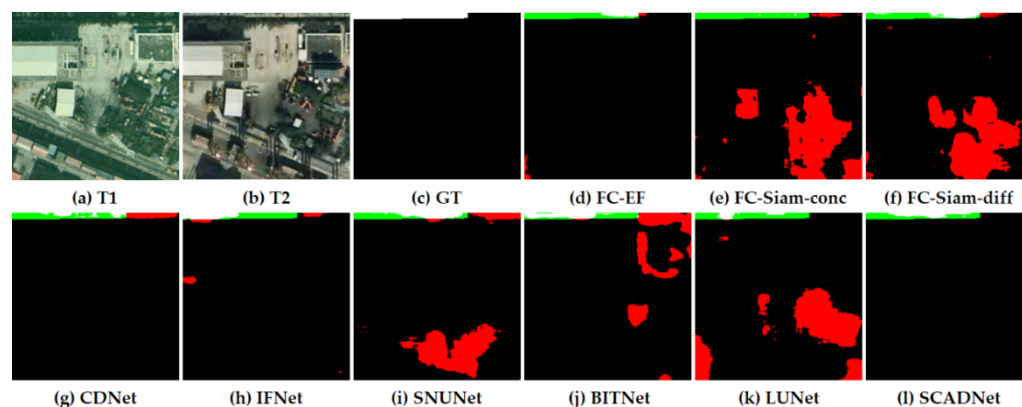 (a) T1 (b) T2 (c) GT (d) FC-EF (e) FC-Siam-conc (f) FC-Siam-diff
(g) CDNet (h) IFNet (i) SNUNet (j) BITNet (k) LUNet (l) SCADNet